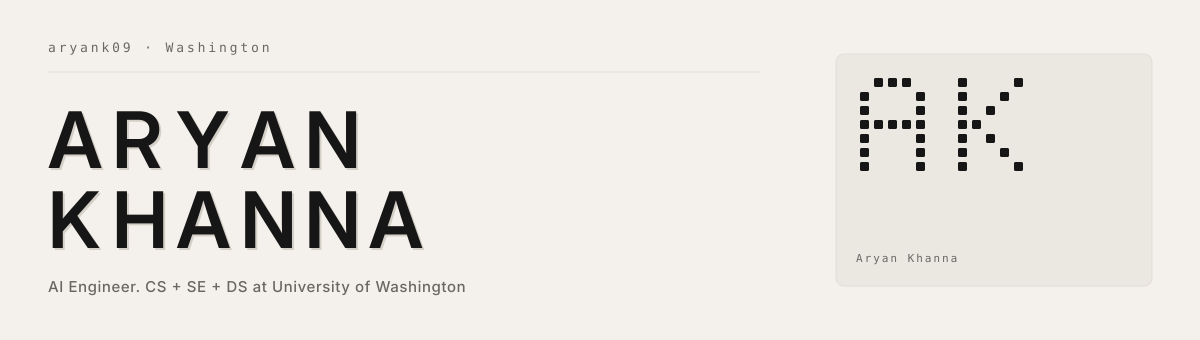 aryank09 · Washington
ARYAN
KHANNA
AI Engineer. CS + SE + DS at University of Washington
AK
Aryan Khanna